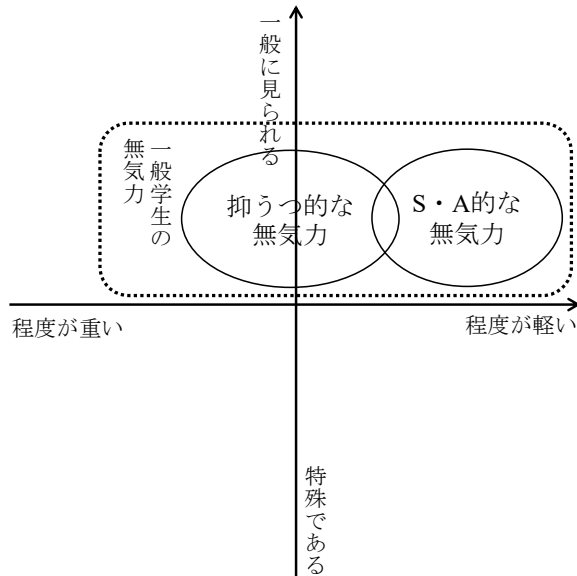 一般に見られる
一般学生の
無気力
抑うつ的な
無気力
S・A的な
無気力
程度が重い
程度が軽い
特殊である